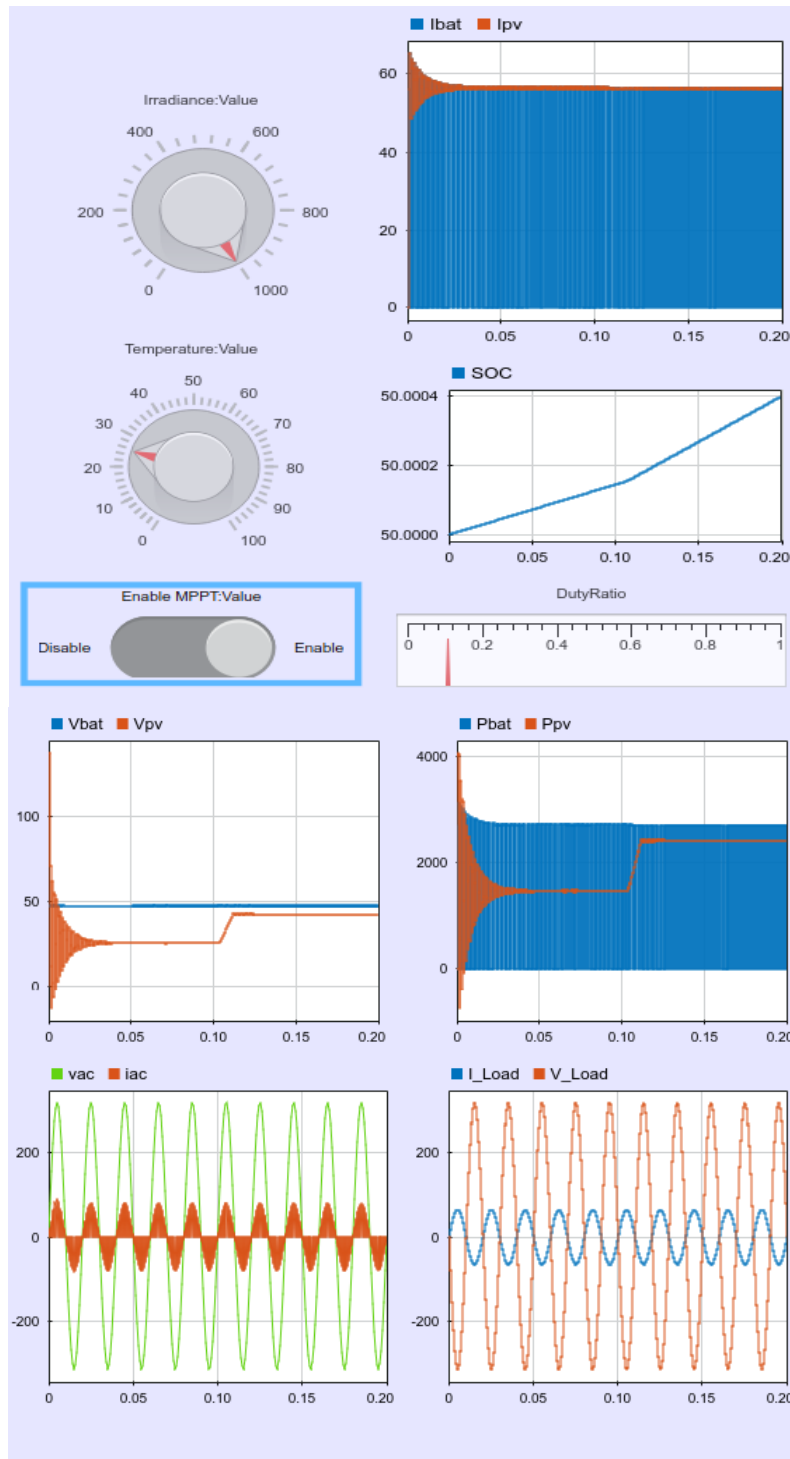 Ibat Ipv
60
40
20
0
0 0.05 0.10 0.15 0.20
Irradiance:Value
400 600
200 800
0 1000
Temperature:Value
50
40 60
30 70
20 80
10 90
0 100
SOC
50.0004
50.0002
50.0000
0 0.05 0.10 0.15 0.20
Enable MPPT:Value
Disable Enable
DutyRatio
0 0.2 0.4 0.6 0.8 1
Vbat Vpv
100
50
0
0 0.05 0.10 0.15 0.20
Pbat Ppv
4000
2000
0
0 0.05 0.10 0.15 0.20
vac iac
200
0
-200
0 0.05 0.10 0.15 0.20
I_Load V_Load
200
0
-200
0 0.05 0.10 0.15 0.20